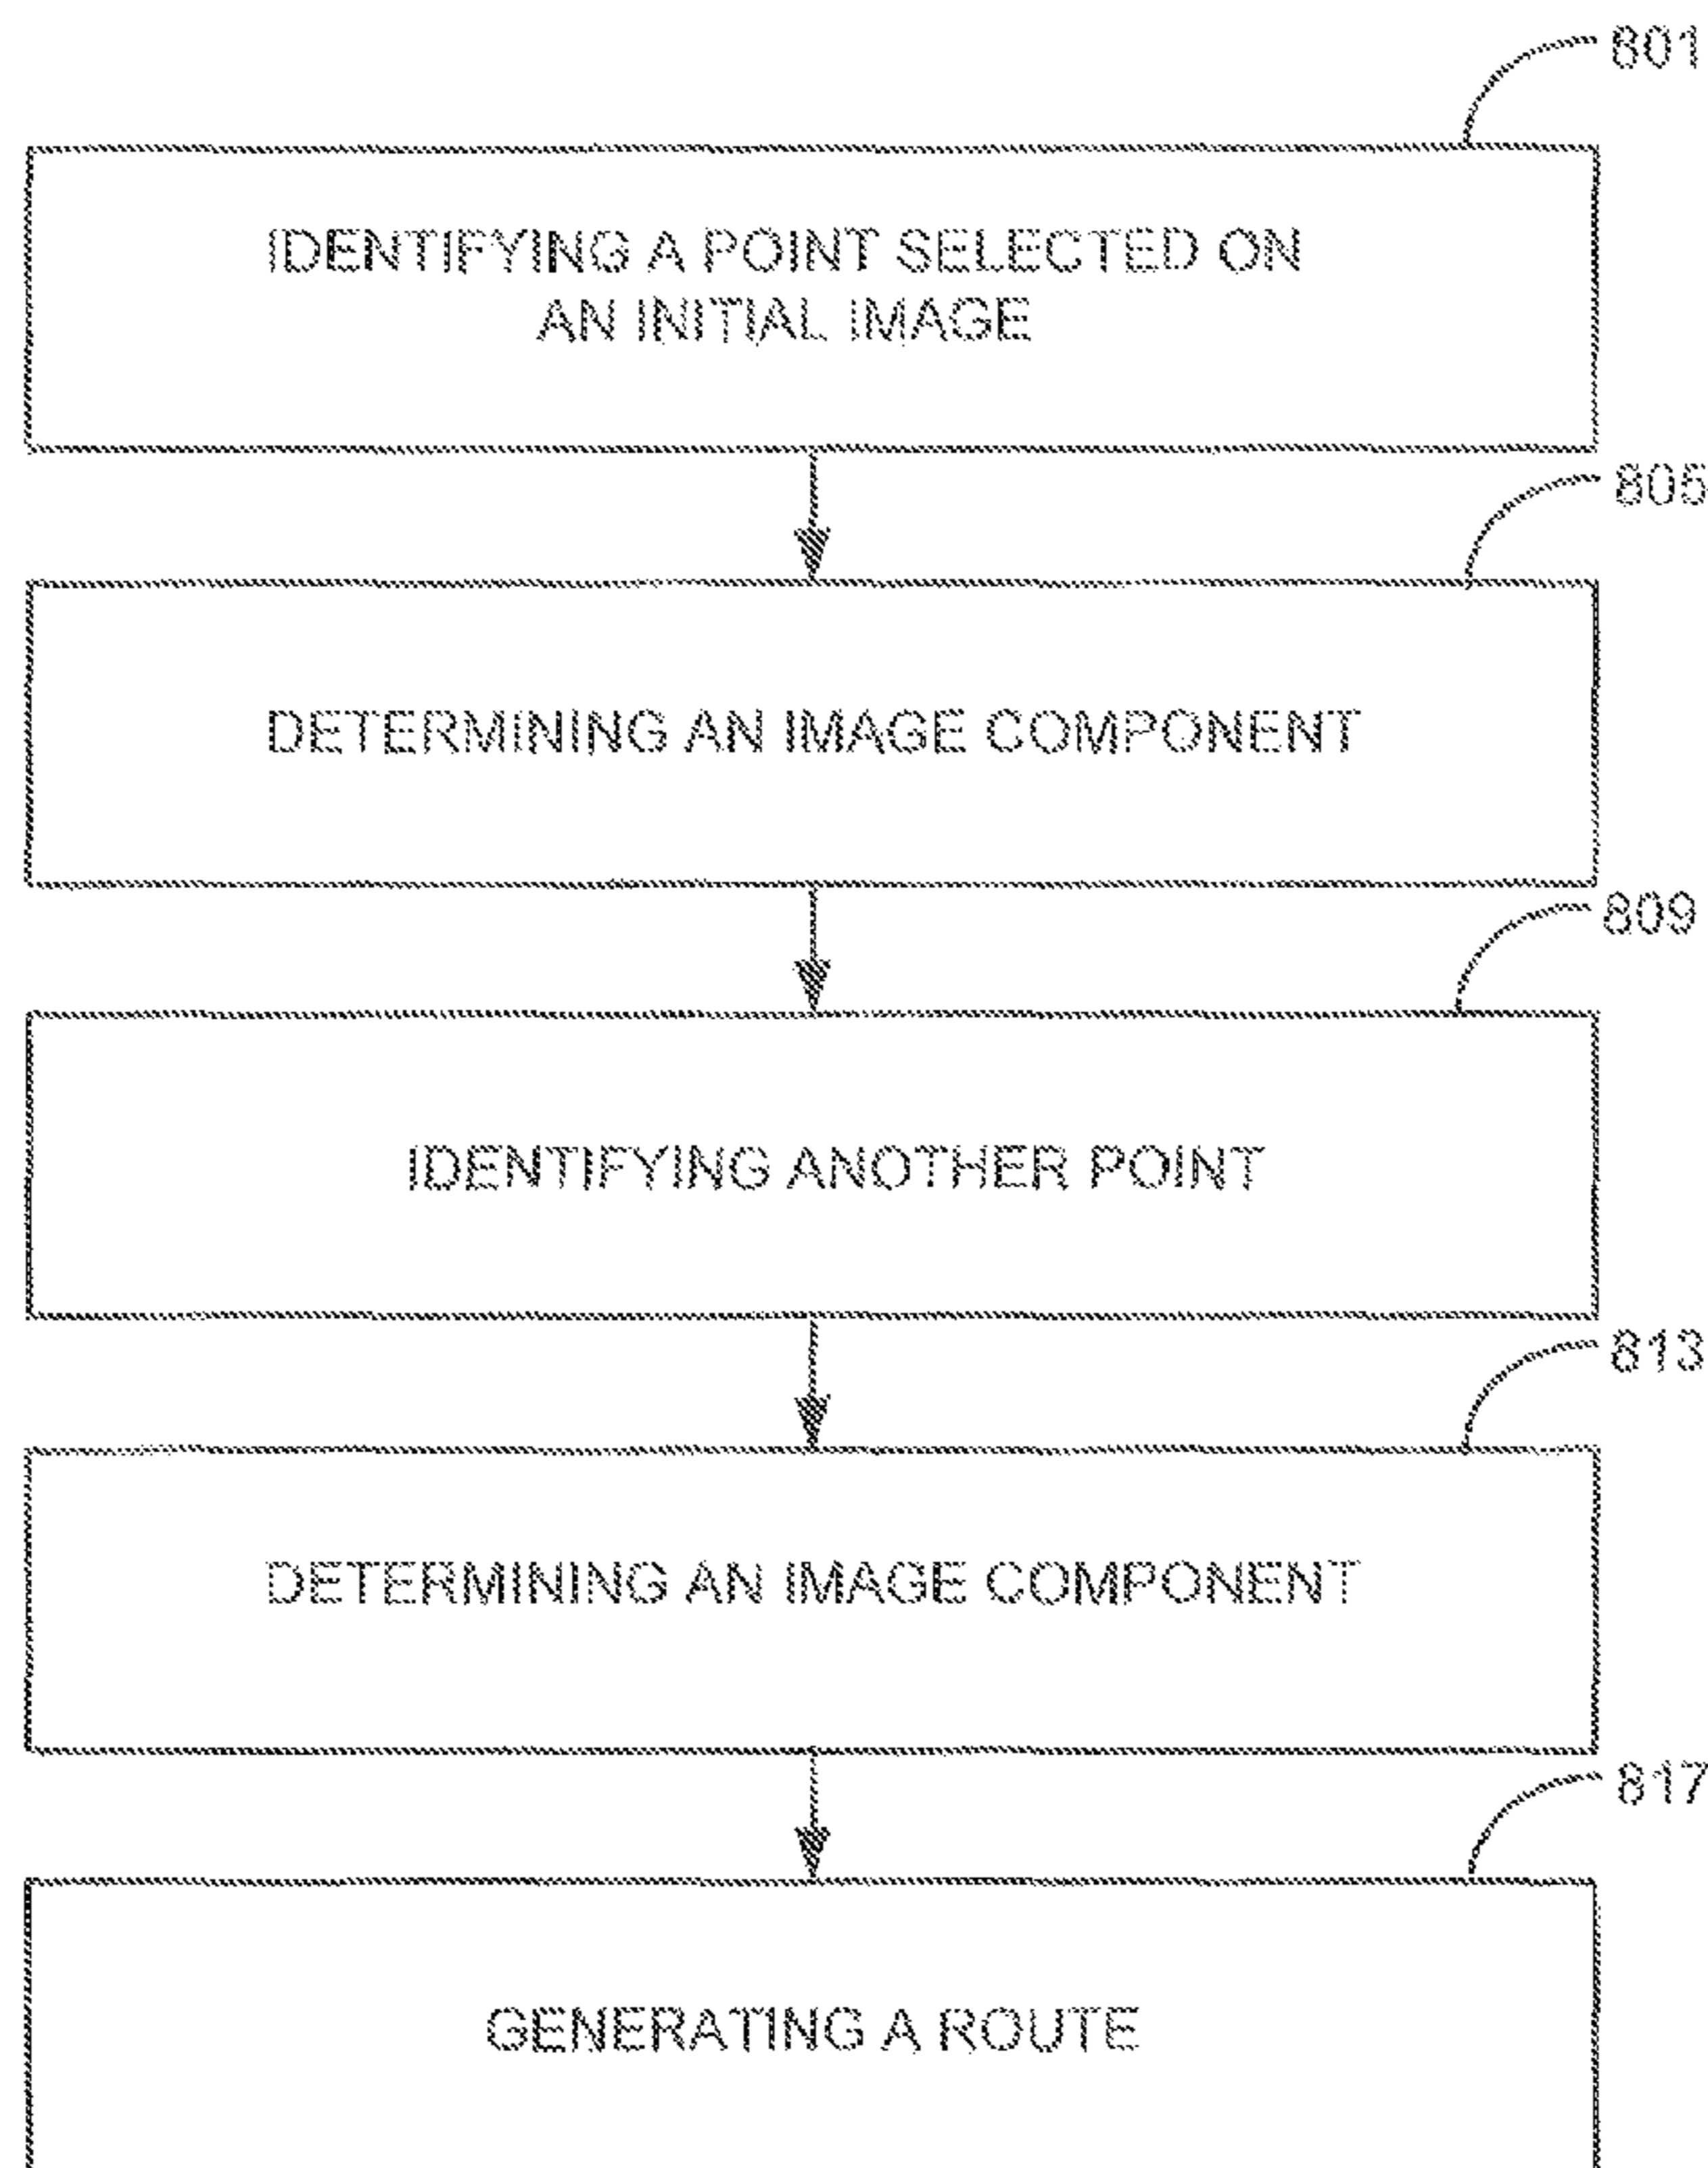 801
IDENTIFYING A POINT SELECTED ON
AN INITIAL IMAGE
805
DETERMINING AN IMAGE COMPONENT
809
IDENTIFYING ANOTHER POINT
813
DETERMINING AN IMAGE COMPONENT
817
GENERATING A ROUTE